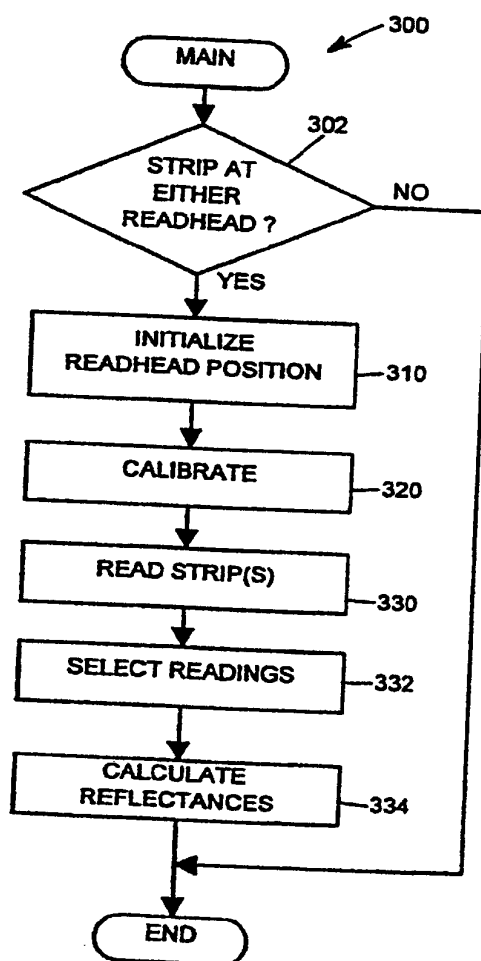 300
MAIN
302
STRIP AT
EITHER
READHEAD ?
NO
YES
INITIALIZE
READHEAD POSITION
310
CALIBRATE
320
READ STRIP(S)
330
SELECT READINGS
332
CALCULATE
REFLECTANCES
334
END